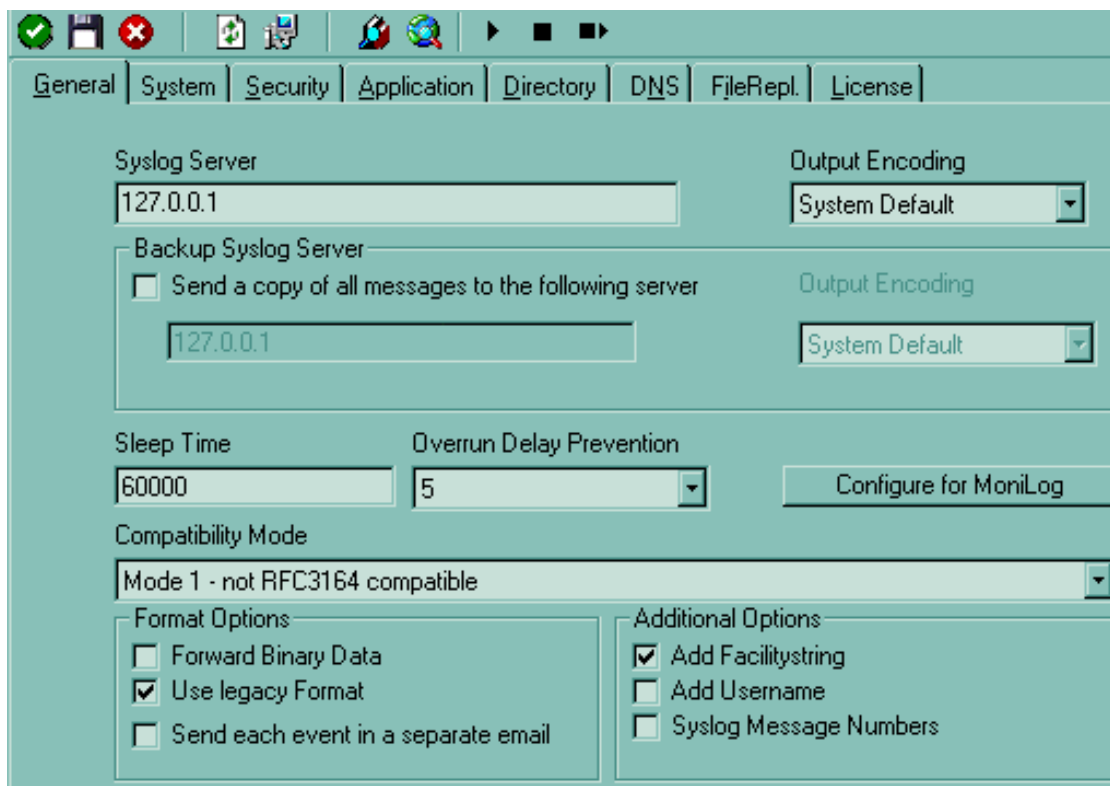 General System Security Application Directory DNS FileRepl. License
Syslog Server Output Encoding
127.0.0.1 System Default
Backup Syslog Server
Send a copy of all messages to the following server Output Encoding
127.0.0.1 System Default
Sleep Time Overrun Delay Prevention
60000 5 Configure for MoniLog
Compatibility Mode
Mode 1 - not RFC3164 compatible
Format Options Additional Options
Forward Binary Data Add Facilitystring
Use legacy Format Add Username
Send each event in a separate email Syslog Message Numbers